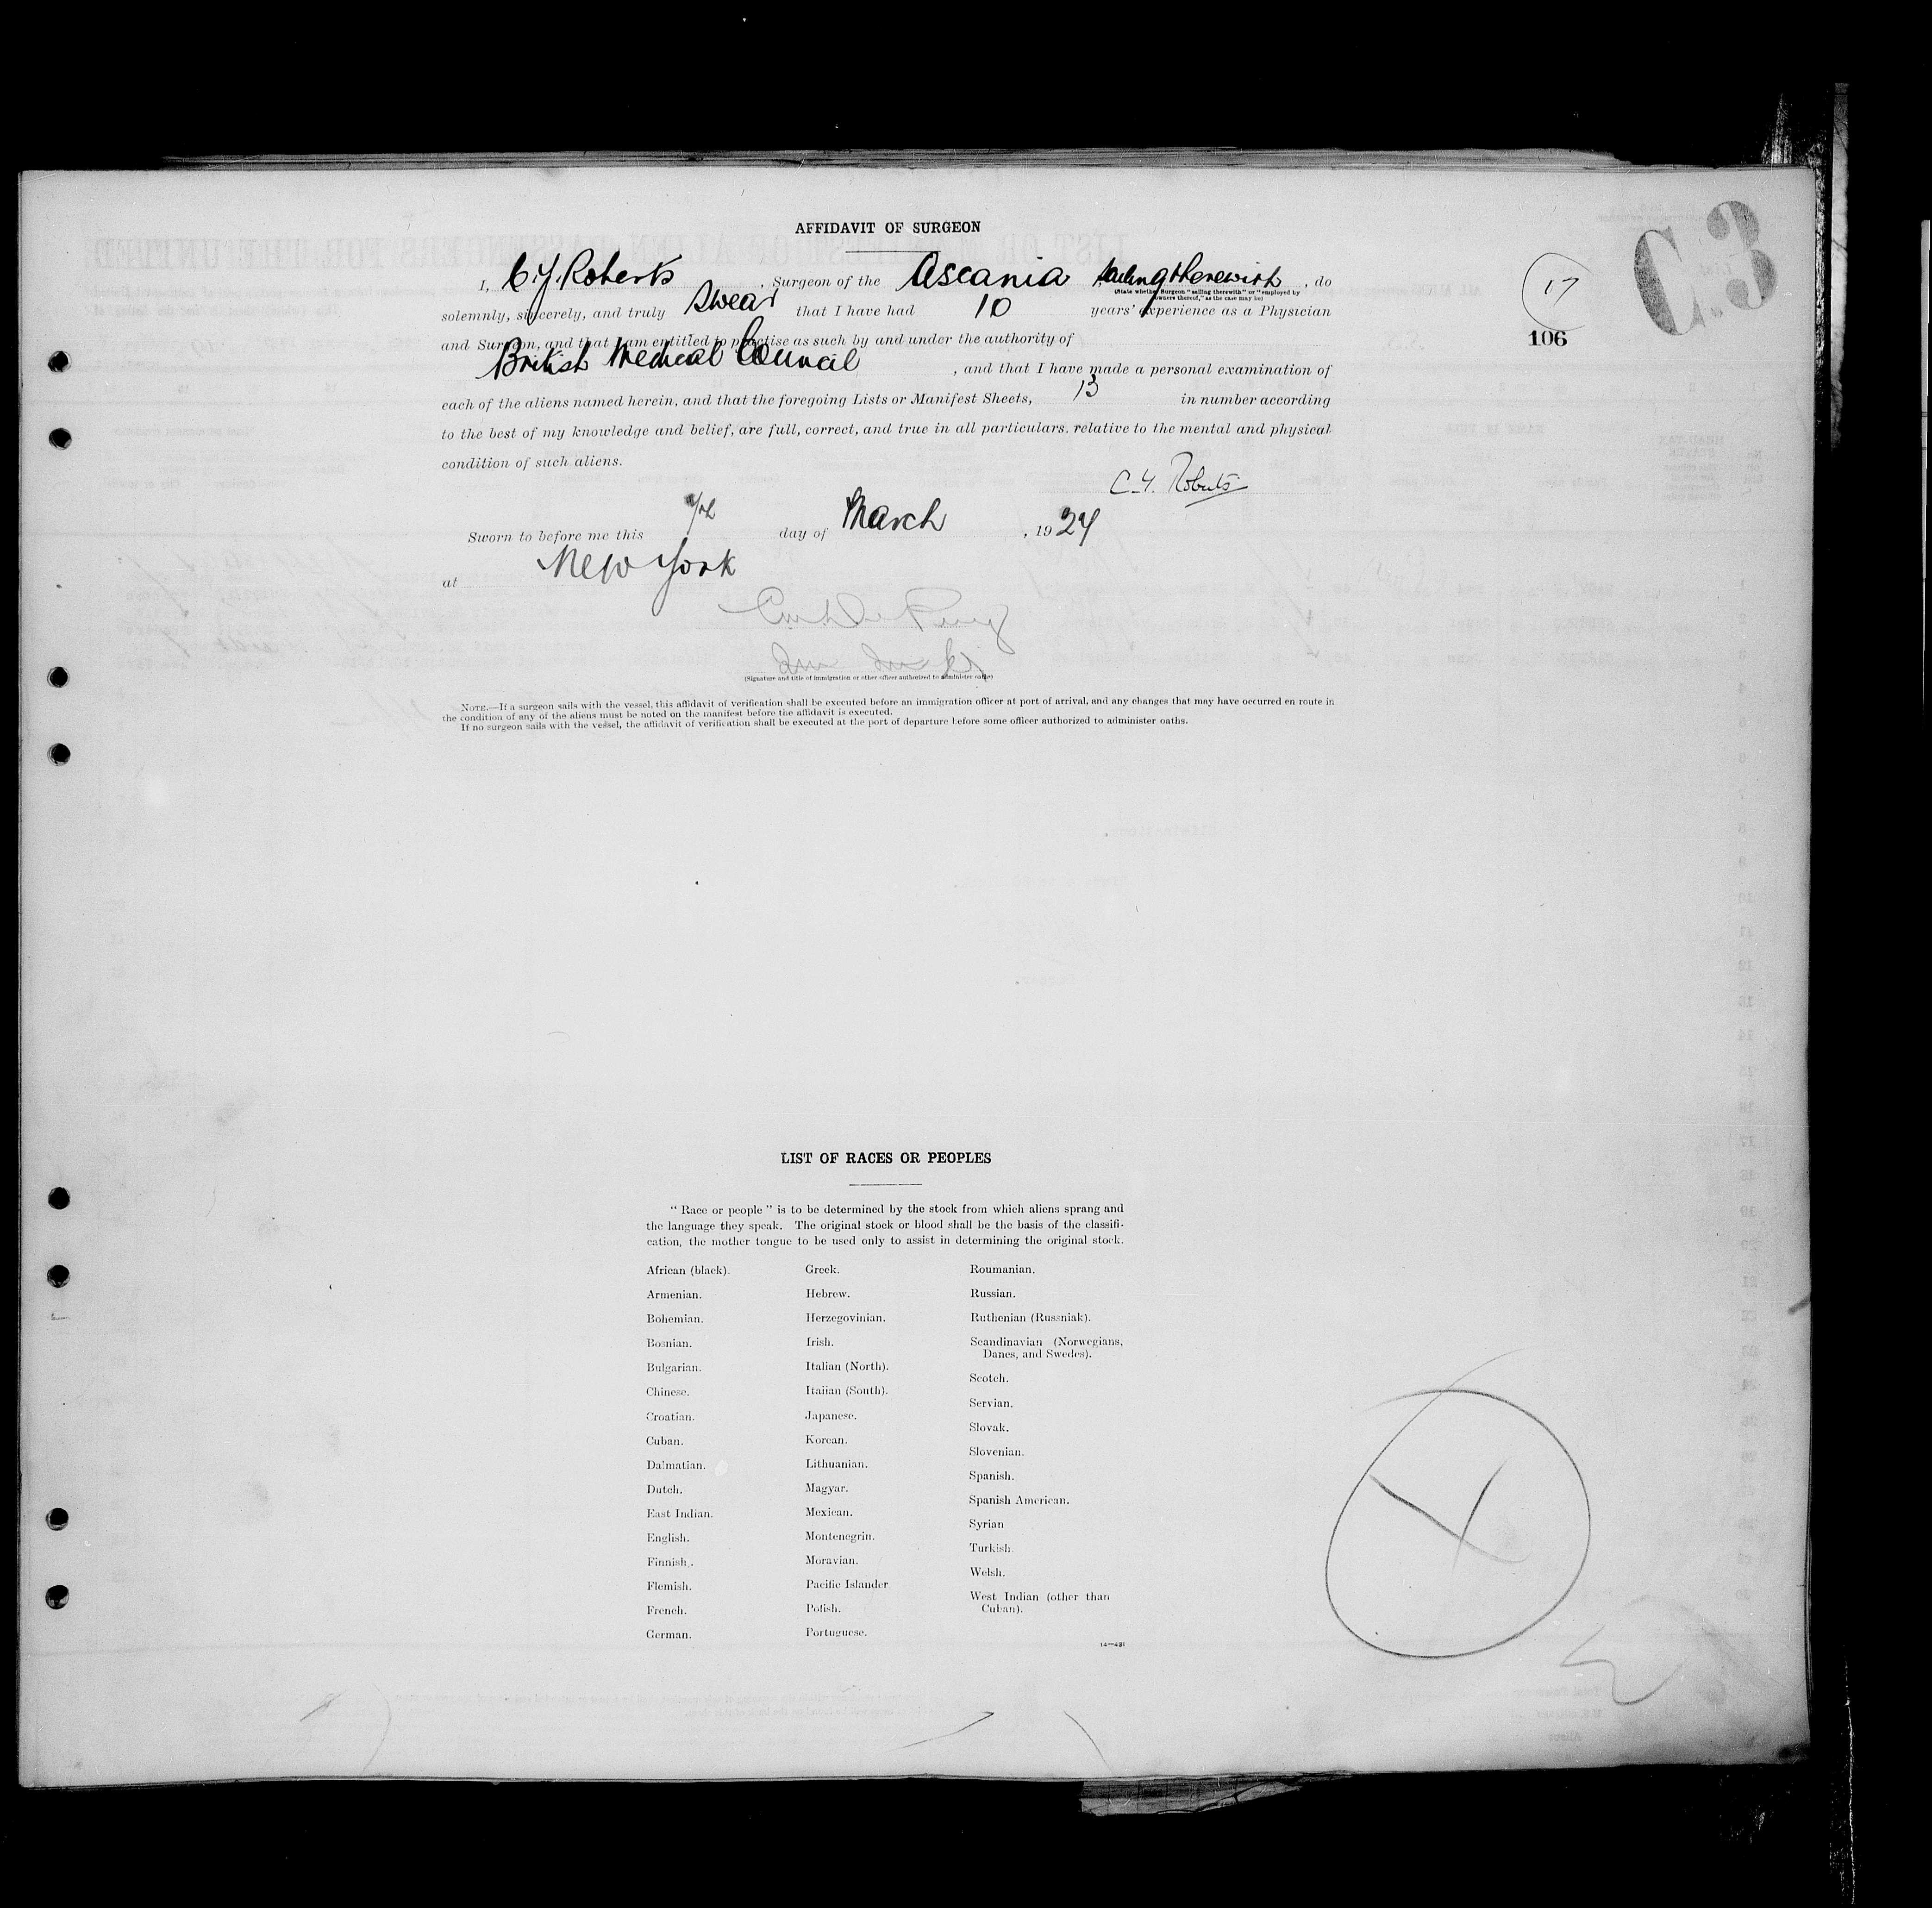 AFFIDAVIT OF SURGEON
C.3
17
106
I, C.Y. Roberts, Surgeon of the Ascania sailing therewith, do
(State whether Surgeon "sailing therewith" or "employed by
owners thereof," as the case may be)
solemnly, sincerely, and truly swear that I have had 10 years' experience as a Physician
and Surgeon, and that I am entitled to practise as such by and under the authority of
British Medical Council, and that I have made a personal examination of
each of the aliens named herein, and that the foregoing Lists or Manifest Sheets, 13 in number according
to the best of my knowledge and belief, are full, correct, and true in all particulars, relative to the mental and physical
condition of such aliens.
C.Y. Roberts
Sworn to before me this day of March, 1924
at New York
(Signature and title of immigration or other officer authorized to administer oaths)
NOTE.—If a surgeon sails with the vessel, this affidavit of verification shall be executed before an immigration officer at port of arrival, and any changes that may have occurred en route in
the condition of any of the aliens must be noted on the manifest before the affidavit is executed.
If no surgeon sails with the vessel, the affidavit of verification shall be executed at the port of departure before some officer authorized to administer oaths.
LIST OF RACES OR PEOPLES
"Race or people" is to be determined by the stock from which aliens sprang and
the language they speak. The original stock or blood shall be the basis of the classifi-
cation, the mother tongue to be used only to assist in determining the original stock.
African (black).
Armenian.
Bohemian.
Bosnian.
Bulgarian.
Chinese.
Croatian.
Cuban.
Dalmatian.
Dutch.
East Indian.
English.
Finnish.
Flemish.
French.
German.
Greek.
Hebrew.
Herzegovinian.
Irish.
Italian (North).
Italian (South).
Japanese.
Korean.
Lithuanian.
Magyar.
Mexican.
Montenegrin.
Moravian.
Pacific Islander
Polish.
Portuguese.
Roumanian.
Russian.
Ruthenian (Russniak).
Scandinavian (Norwegians,
Danes, and Swedes).
Scotch.
Servian.
Slovak.
Slovenian.
Spanish.
Spanish American.
Syrian
Turkish.
Welsh.
West Indian (other than
Cuban).